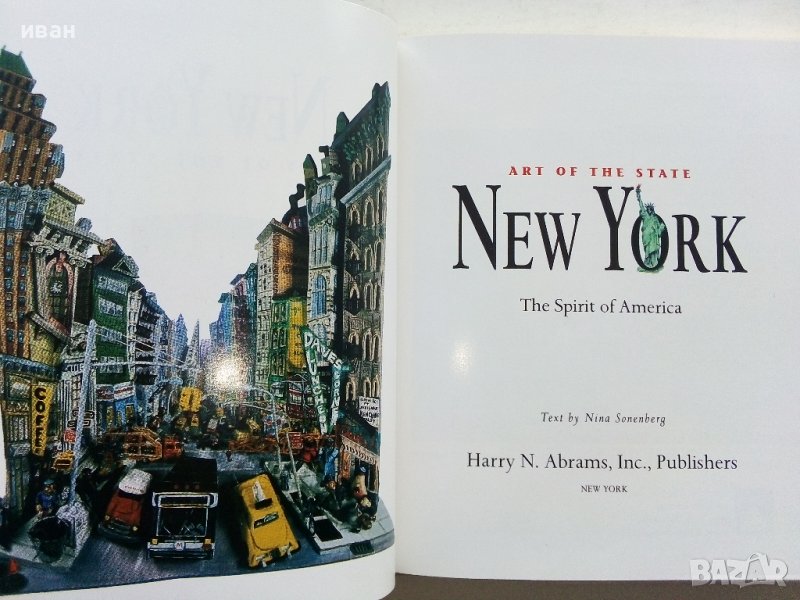 иван
COFFEE
ART OF THE STATE
NEW YORK
The Spirit of America
Text by Nina Sonenberg
Harry N. Abrams, Inc., Publishers
NEW YORK
BAZAR